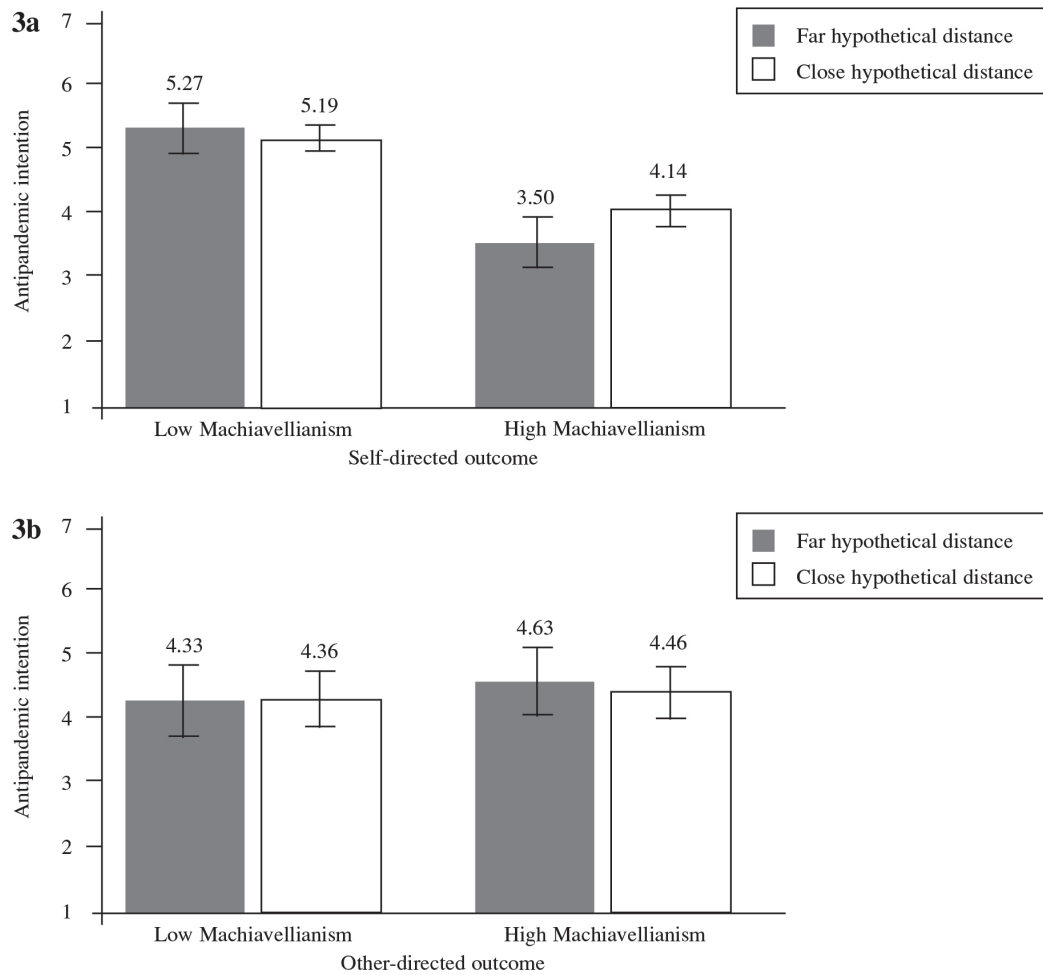 3a
Antipandemic intention
7
6
5
4
3
2
1
5.27
5.19
3.50
4.14
Far hypothetical distance
Close hypothetical distance
Low Machiavellianism
High Machiavellianism
Self-directed outcome
3b
Antipandemic intention
7
6
5
4
3
2
1
4.33
4.36
4.63
4.46
Far hypothetical distance
Close hypothetical distance
Low Machiavellianism
High Machiavellianism
Other-directed outcome